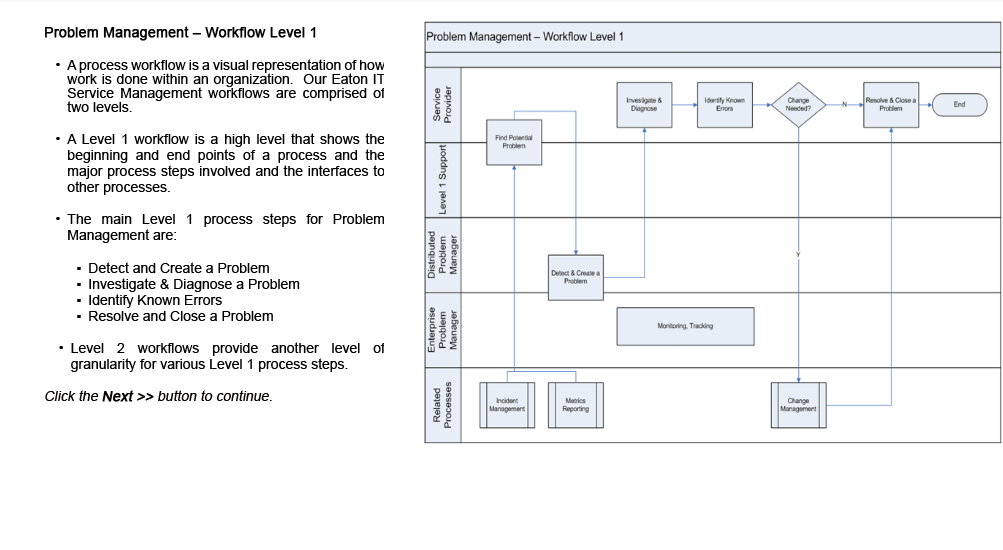 Problem Management – Workflow Level 1
• A process workflow is a visual representation of how
work is done within an organization. Our Eaton IT
Service Management workflows are comprised of
two levels.
• A Level 1 workflow is a high level that shows the
beginning and end points of a process and the
major process steps involved and the interfaces to
other processes.
• The main Level 1 process steps for Problem
Management are:
▪ Detect and Create a Problem
▪ Investigate & Diagnose a Problem
▪ Identify Known Errors
▪ Resolve and Close a Problem
• Level 2 workflows provide another level of
granularity for various Level 1 process steps.
Click the Next >> button to continue.
Problem Management – Workflow Level 1
Service
Provider
Investigate &
Diagnose
Identify Known
Errors
Change
Needed?
N
Resolve & Close a
Problem
End
Find Potential
Problem
Level 1 Support
Distributed
Problem
Manager
Detect & Create a
Problem
Y
Enterprise
Problem
Manager
Monitoring, Tracking
Related
Processes
Incident
Management
Metrics
Reporting
Change
Management